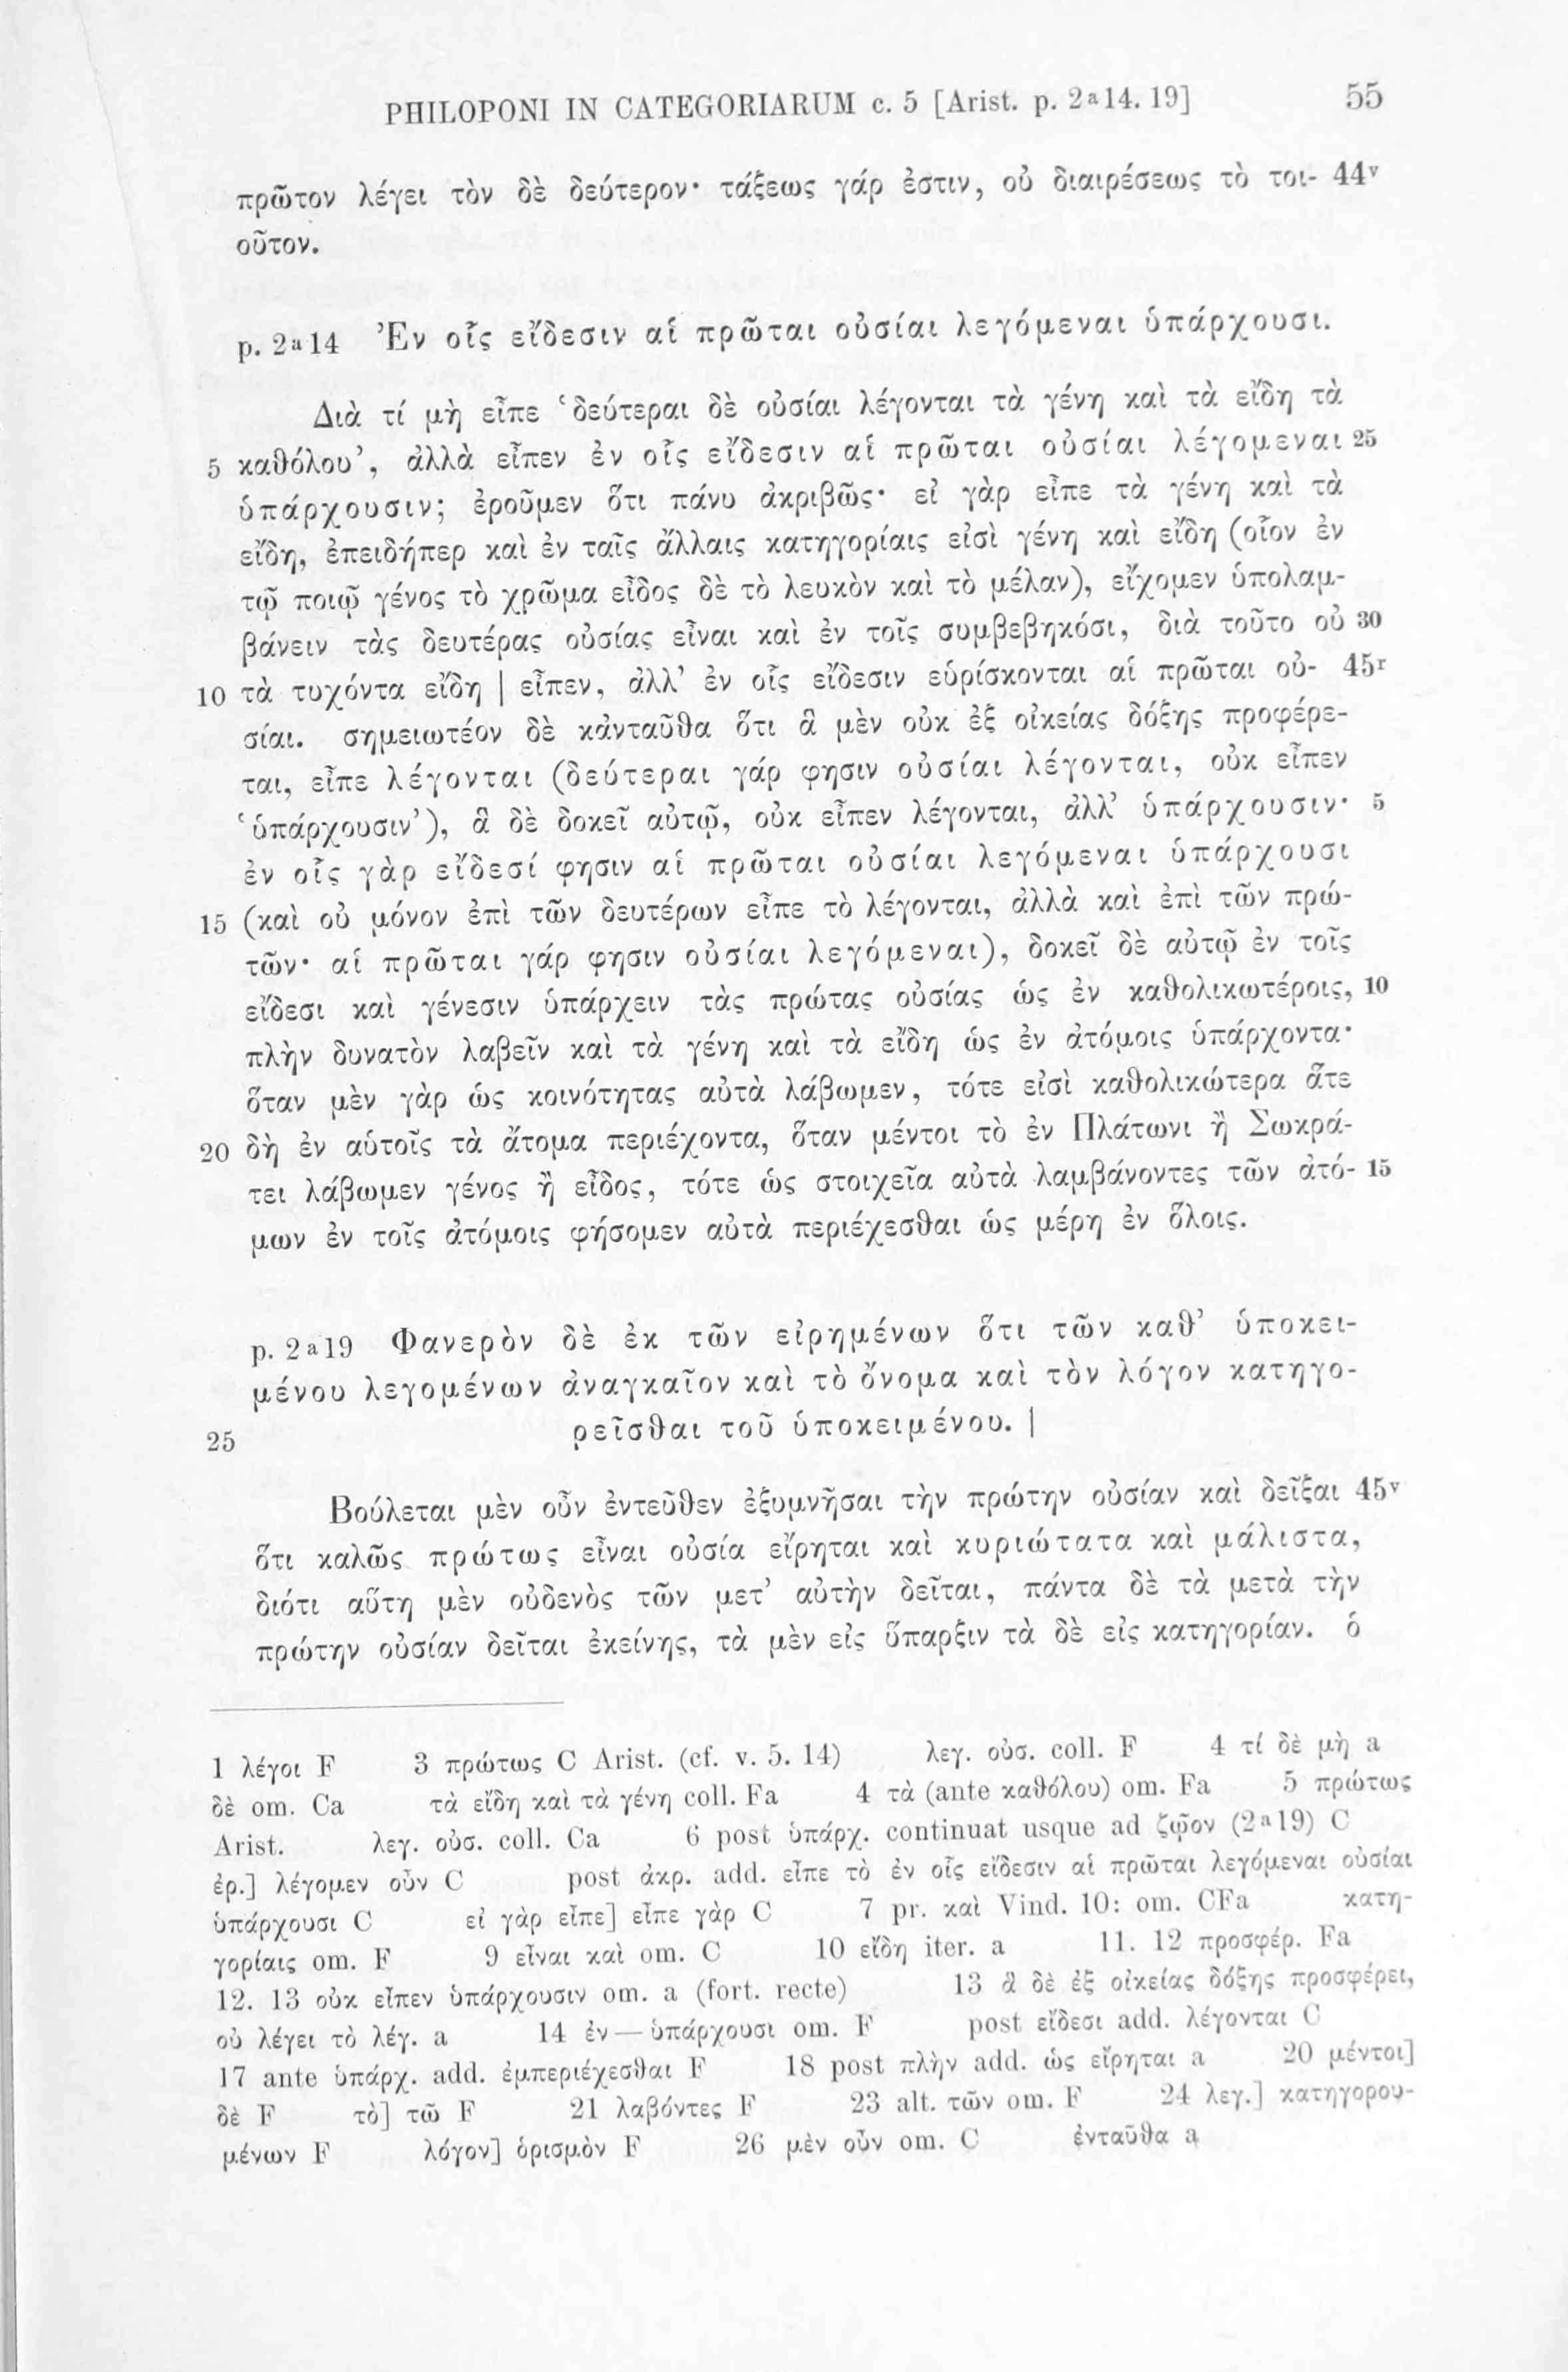 PHILOPONI IN CATEGORIARUM c. 5 [Arist. p. 2ª14. 19] 55
πρῶτον λέγει τὸν δὲ δεύτερον· τάξεως γάρ ἐστιν, οὐ διαιρέσεως τὸ τοι- 44ᵛ
οῦτον.
p. 2ª14 Ἐν οἷς εἴδεσιν αἱ πρῶται οὐσίαι λεγόμεναι ὑπάρχουσι.
Διὰ τί μὴ εἶπε ‘δεύτεραι δὲ οὐσίαι λέγονται τὰ γένη καὶ τὰ εἴδη τὰ
5 καθόλου’, ἀλλὰ εἶπεν ἐν οἷς εἴδεσιν αἱ πρῶται οὐσίαι λέγομεναι 25
ὑπάρχουσιν; ἐροῦμεν ὅτι πάνυ ἀκριβῶς· εἰ γὰρ εἶπε τὰ γένη καὶ τὰ
εἴδη, ἐπειδήπερ καὶ ἐν ταῖς ἄλλαις κατηγορίαις εἰσὶ γένη καὶ εἴδη (οἷον ἐν
τῷ ποιῷ γένος τὸ χρῶμα εἶδος δὲ τὸ λευκὸν καὶ τὸ μέλαν), εἴχομεν ὑπολαμ-
βάνειν τὰς δευτέρας οὐσίας εἶναι καὶ ἐν τοῖς συμβεβηκόσι, διὰ τοῦτο οὐ 30
10 τὰ τυχόντα εἴδη | εἶπεν, ἀλλ’ ἐν οἷς εἴδεσιν εὑρίσκονται αἱ πρῶται οὐ- 45ʳ
σίαι. σημειωτέον δὲ κἀνταῦθα ὅτι ἃ μὲν οὐκ ἐξ οἰκείας δόξης προφέρε-
ται, εἶπε λέγονται (δεύτεραι γάρ φησιν οὐσίαι λέγονται, οὐκ εἶπεν
‘ὑπάρχουσιν’), ἃ δὲ δοκεῖ αὐτῷ, οὐκ εἶπεν λέγονται, ἀλλ’ ὑπάρχουσιν· 5
ἐν οἷς γὰρ εἴδεσί φησιν αἱ πρῶται οὐσίαι λεγόμεναι ὑπάρχουσι
15 (καὶ οὐ μόνον ἐπὶ τῶν δευτέρων εἶπε τὸ λέγονται, ἀλλὰ καὶ ἐπὶ τῶν πρώ-
των· αἱ πρῶται γάρ φησιν οὐσίαι λεγόμεναι), δοκεῖ δὲ αὐτῷ ἐν τοῖς
εἴδεσι καὶ γένεσιν ὑπάρχειν τὰς πρώτας οὐσίας ὡς ἐν καθολικωτέροις, 10
πλὴν δυνατὸν λαβεῖν καὶ τὰ γένη καὶ τὰ εἴδη ὡς ἐν ἀτόμοις ὑπάρχοντα·
ὅταν μὲν γὰρ ὡς κοινότητας αὐτὰ λάβωμεν, τότε εἰσὶ καθολικώτερα ἅτε
20 δὴ ἐν αὑτοῖς τὰ ἄτομα περιέχοντα, ὅταν μέντοι τὸ ἐν Πλάτωνι ἢ Σωκρά-
τει λάβωμεν γένος ἢ εἶδος, τότε ὡς στοιχεῖα αὐτὰ λαμβάνοντες τῶν ἀτό- 15
μων ἐν τοῖς ἀτόμοις φήσομεν αὐτὰ περιέχεσθαι ὡς μέρη ἐν ὅλοις.
p. 2ª19 Φανερὸν δὲ ἐκ τῶν εἰρημένων ὅτι τῶν καθ’ ὑποκει-
μένου λεγομένων ἀναγκαῖον καὶ τὸ ὄνομα καὶ τὸν λόγον κατηγο-
25 ρεῖσθαι τοῦ ὑποκειμένου. |
Βούλεται μὲν οὖν ἐντεῦθεν ἐξυμνῆσαι τὴν πρώτην οὐσίαν καὶ δεῖξαι 45ᵛ
ὅτι καλῶς πρώτως εἶναι οὐσία εἴρηται καὶ κυριώτατα καὶ μάλιστα,
διότι αὕτη μὲν οὐδενὸς τῶν μετ’ αὐτὴν δεῖται, πάντα δὲ τὰ μετὰ τὴν
πρώτην οὐσίαν δεῖται ἐκείνης, τὰ μὲν εἰς ὕπαρξιν τὰ δὲ εἰς κατηγορίαν. ὁ
1 λέγοι F 3 πρώτως C Arist. (cf. v. 5. 14) λεγ. οὐσ. coll. F 4 τί δὲ μὴ a
δὲ om. Ca τὰ εἴδη καὶ τὰ γένη coll. Fa 4 τὰ (ante καθόλου) om. Fa 5 πρώτως
Arist. λεγ. οὐσ. coll. Ca 6 post ὑπάρχ. continuat usque ad ζῷον (2ª19) C
ἐρ.] λέγομεν οὖν C post ἀκρ. add. εἶπε τὸ ἐν οἷς εἴδεσιν αἱ πρῶται λεγόμεναι οὐσίαι
ὑπάρχουσι C εἰ γὰρ εἶπε] εἶπε γὰρ C 7 pr. καὶ Vind. 10: om. CFa κατη-
γορίαις om. F 9 εἶναι καὶ om. C 10 εἴδη iter. a 11. 12 προσφέρ. Fa
12. 13 οὐκ εἶπεν ὑπάρχουσιν om. a (fort. recte) 13 ἃ δὲ ἐξ οἰκείας δόξης προσφέρει,
οὐ λέγει τὸ λέγ. a 14 ἐν — ὑπάρχουσι om. F post εἴδεσι add. λέγονται C
17 ante ὑπάρχ. add. ἐμπεριέχεσθαι F 18 post πλὴν add. ὡς εἴρηται a 20 μέντοι]
δὲ F τὸ] τῶ F 21 λαβόντες F 23 alt. τῶν om. F 24 λεγ.] κατηγορου-
μένων F λόγον] ὁρισμὸν F 26 μὲν οὖν om. C ἐνταῦθα a